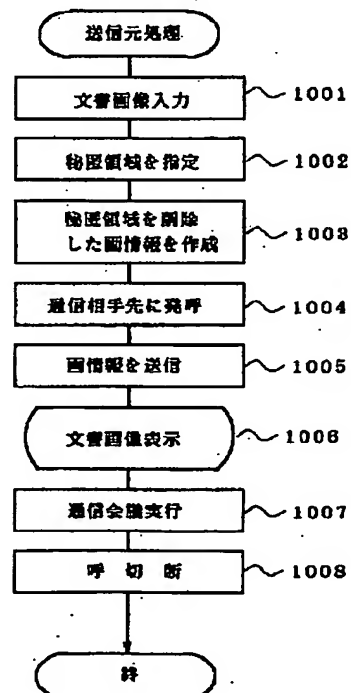 送信元処理
文書画像入力 1001
秘匿領域を指定 1002
秘匿領域を削除
した画情報を作成 1003
通信相手先に発呼 1004
画情報を送信 1005
文書画像表示 1006
通信会議実行 1007
呼切断 1008
終